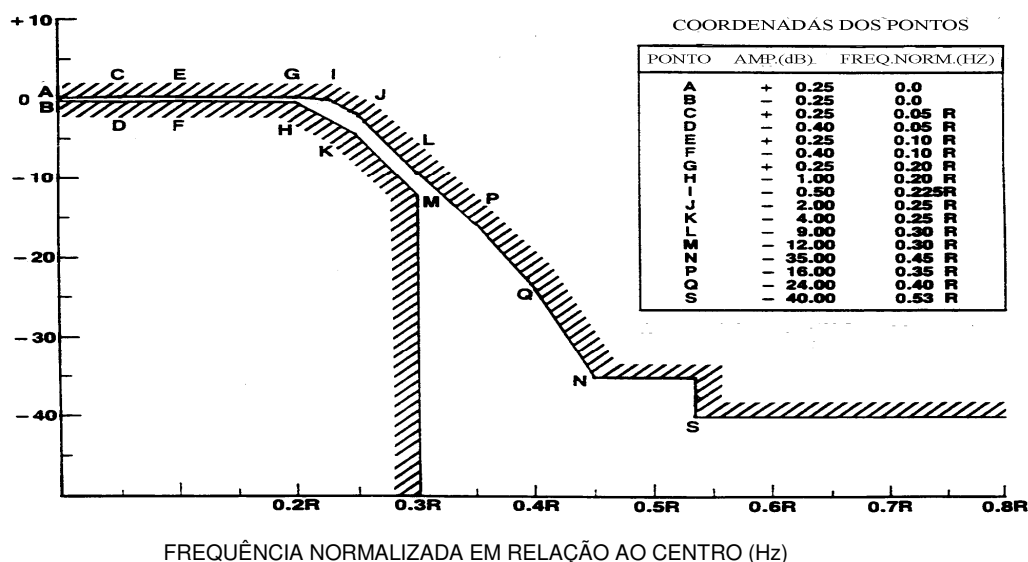 +10
0
−10
−20
−30
−40
A
B
C
E
G
I
J
D
F
H
K
L
M
P
Q
N
S
0.2R
0.3R
0.4R
0.5R
0.6R
0.7R
0.8R
FREQUÊNCIA NORMALIZADA EM RELAÇÃO AO CENTRO (Hz)
COORDENADAS DOS PONTOS
PONTO AMP.(dB) FREQ.NORM.(HZ)
A + 0.25 0.0
B − 0.25 0.0
C + 0.25 0.05 R
D − 0.40 0.05 R
E + 0.25 0.10 R
F − 0.40 0.10 R
G + 0.25 0.20 R
H − 1.00 0.20 R
I − 0.50 0.225R
J − 2.00 0.25 R
K − 4.00 0.25 R
L − 9.00 0.30 R
M − 12.00 0.30 R
N − 35.00 0.45 R
P − 16.00 0.35 R
Q − 24.00 0.40 R
S − 40.00 0.53 R